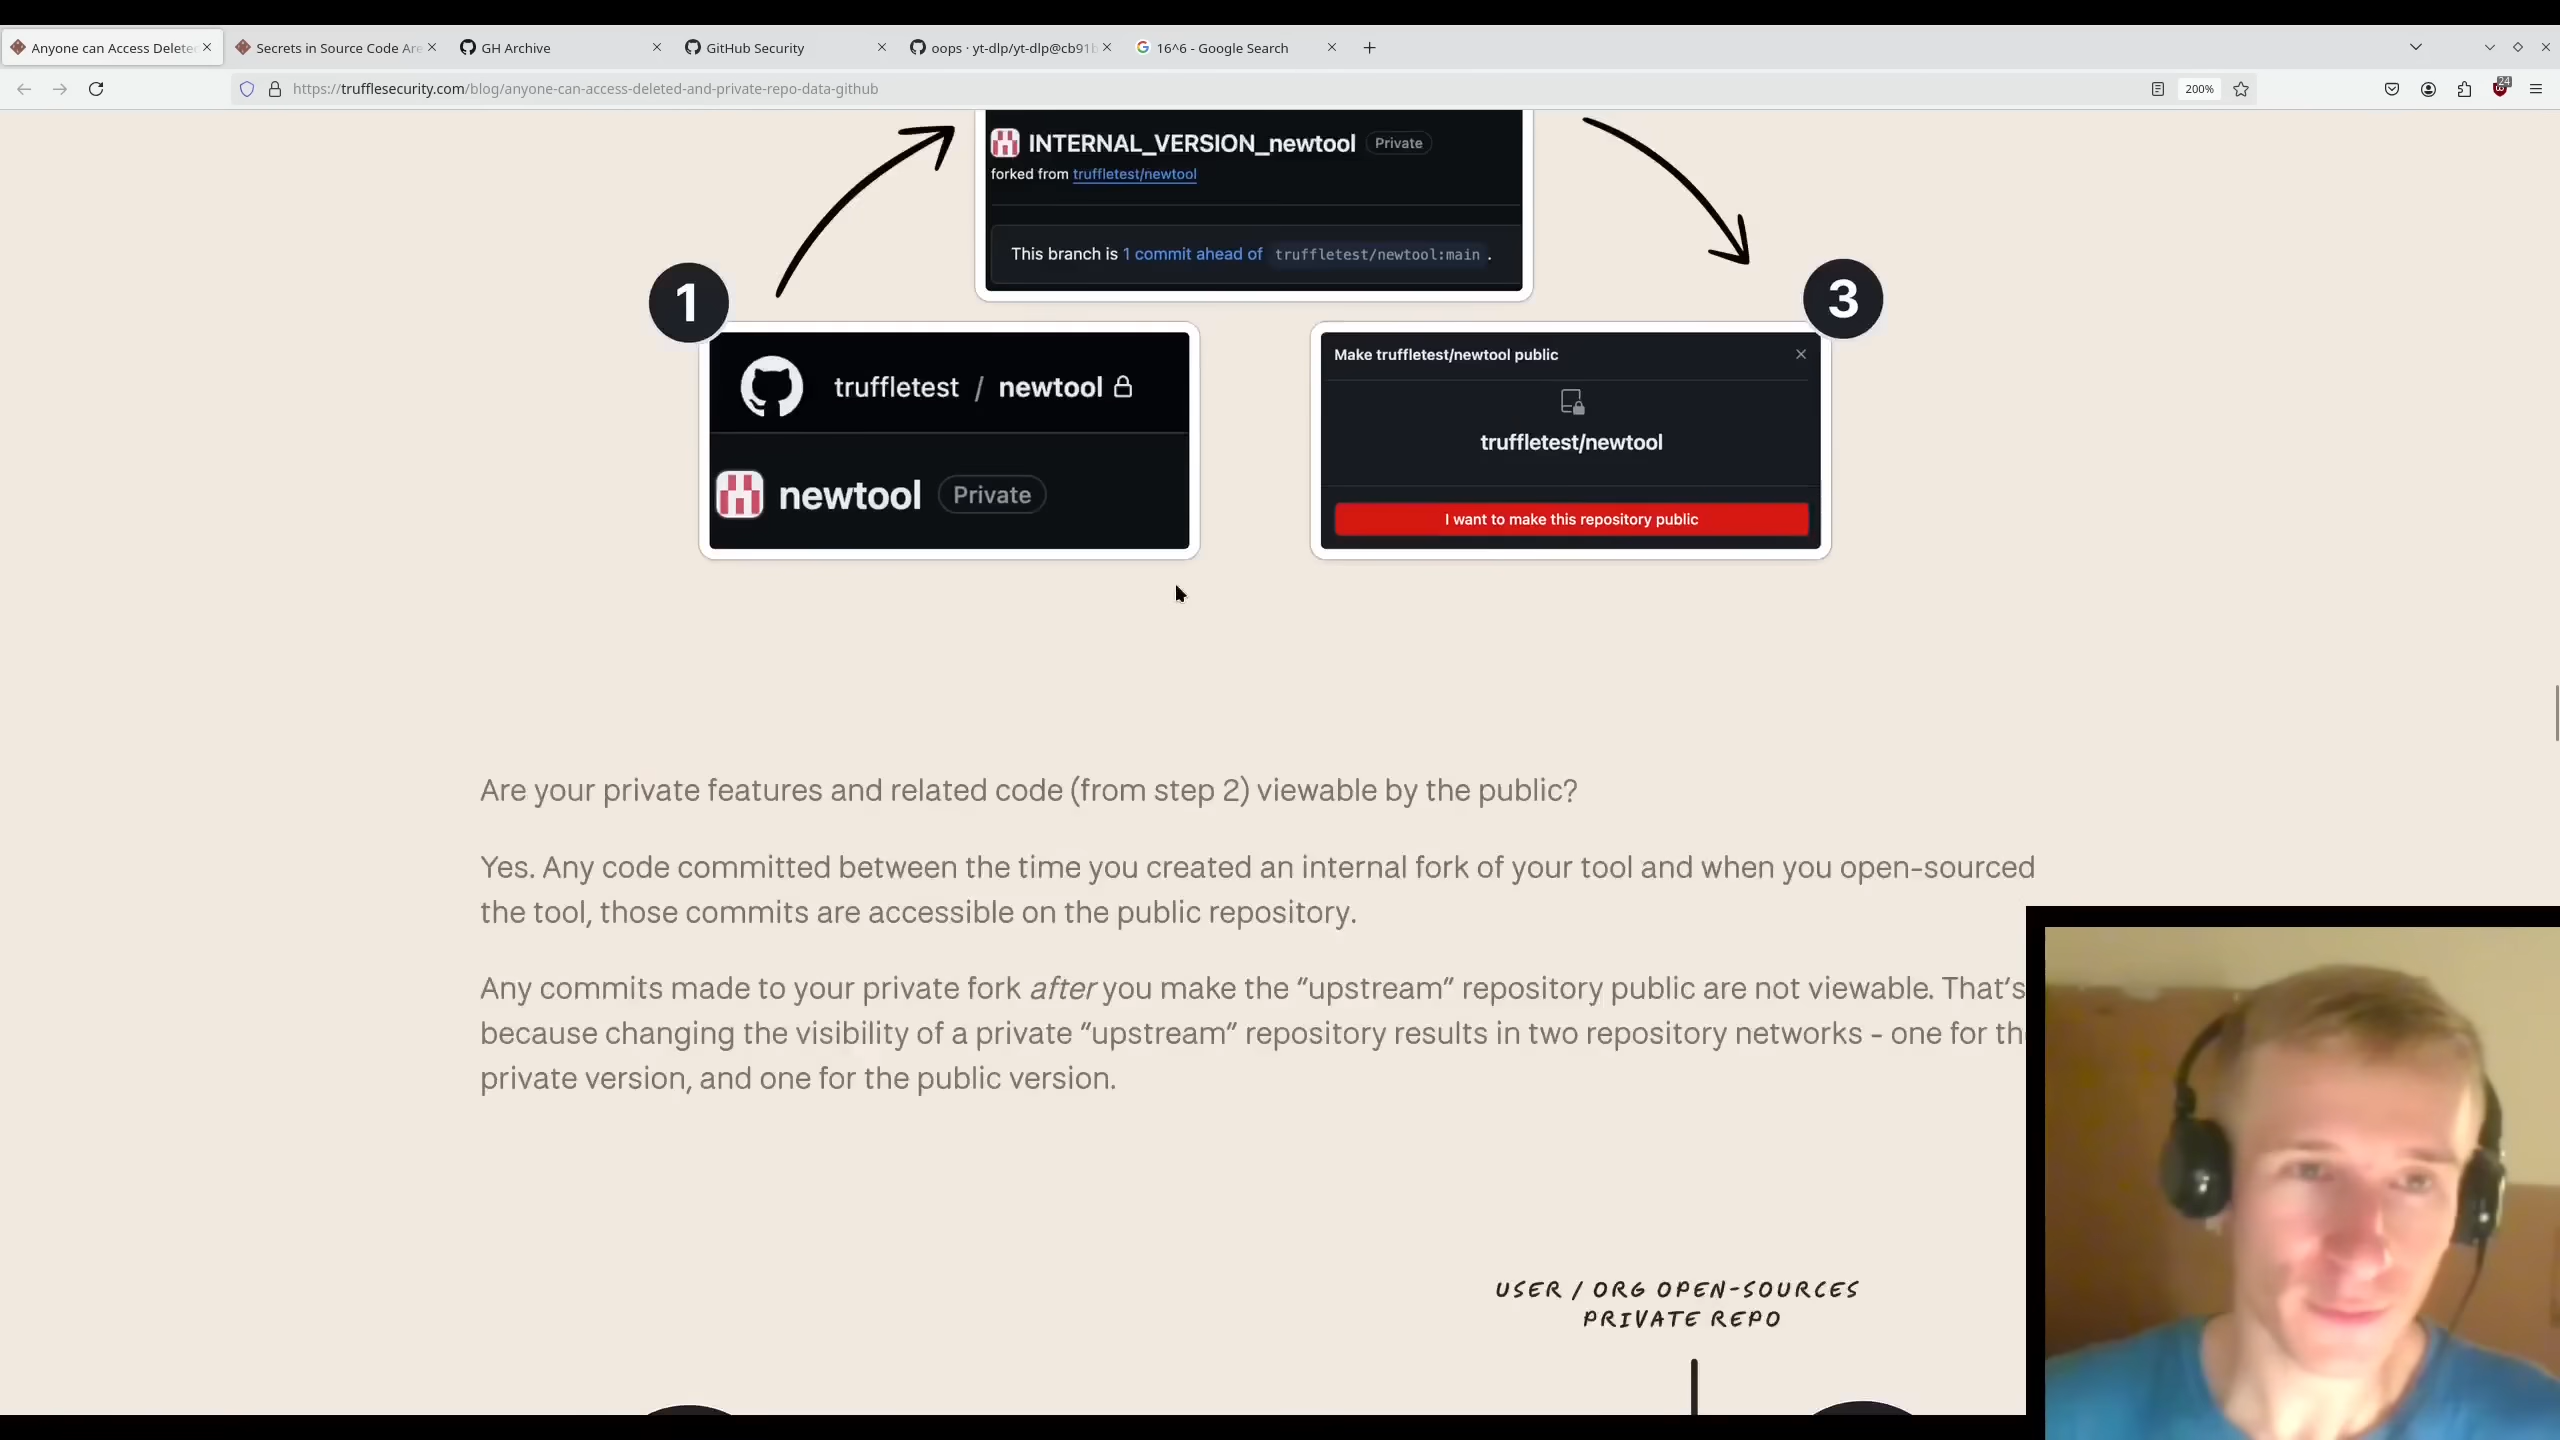 Anyone can Access Delete
Secrets in Source Code Are
GH Archive
GitHub Security
oops · yt-dlp/yt-dlp@cb91b
16^6 - Google Search
https://trufflesecurity.com/blog/anyone-can-access-deleted-and-private-repo-data-github
200%
24
INTERNAL_VERSION_newtool Private
forked from truffletest/newtool
This branch is 1 commit ahead of truffletest/newtool:main .
1
3
truffletest / newtool
newtool Private
Make truffletest/newtool public
truffletest/newtool
I want to make this repository public
Are your private features and related code (from step 2) viewable by the public?
Yes. Any code committed between the time you created an internal fork of your tool and when you open-sourced
the tool, those commits are accessible on the public repository.
Any commits made to your private fork after you make the “upstream” repository public are not viewable. That’s
because changing the visibility of a private “upstream” repository results in two repository networks - one for th
private version, and one for the public version.
USER / ORG OPEN-SOURCES
PRIVATE REPO